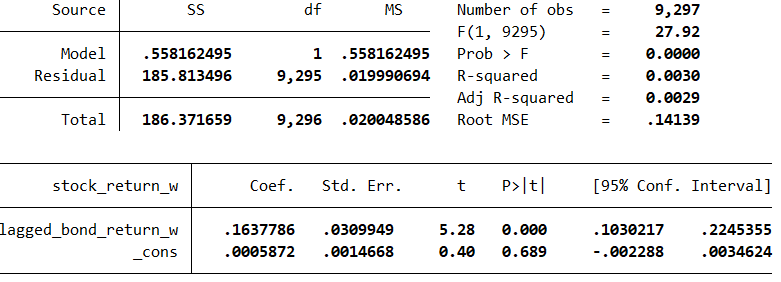 Source SS df MS Number of obs = 9,297
F(1, 9295) = 27.92
Model .558162495 1 .558162495 Prob > F = 0.0000
Residual 185.813496 9,295 .019990694 R-squared = 0.0030
Adj R-squared = 0.0029
Total 186.371659 9,296 .020048586 Root MSE = .14139
stock_return_w Coef. Std. Err. t P>|t| [95% Conf. Interval]
lagged_bond_return_w .1637786 .0309949 5.28 0.000 .1030217 .2245355
_cons .0005872 .0014668 0.40 0.689 -.002288 .0034624